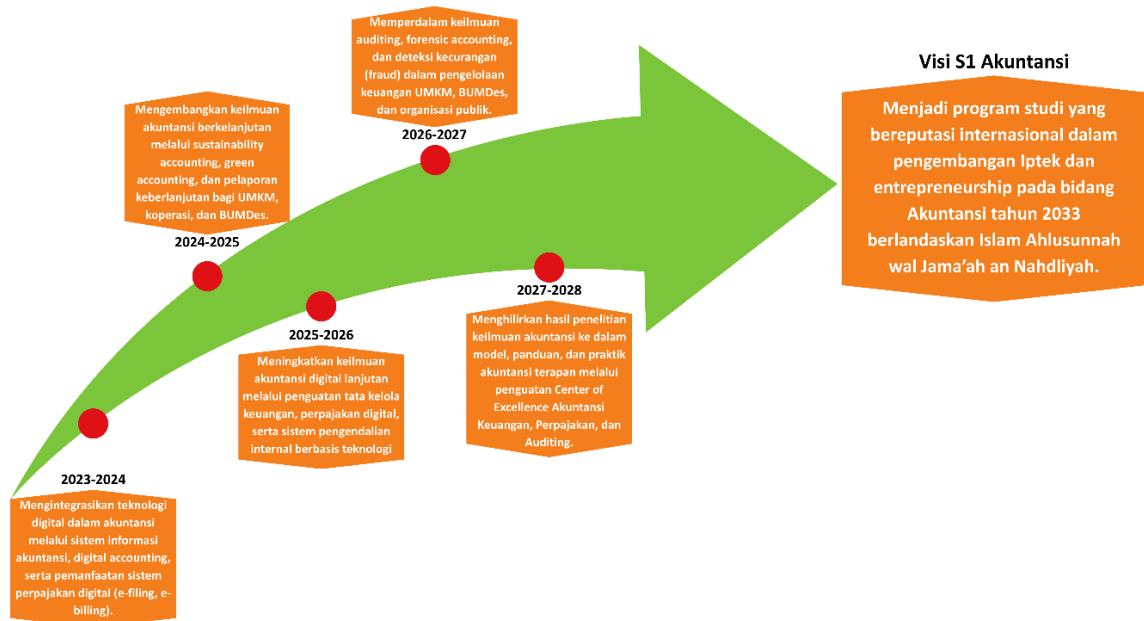 2023-2024
Mengintegrasikan teknologi
digital dalam akuntansi
melalui sistem informasi
akuntansi, digital accounting,
serta pemanfaatan sistem
perpajakan digital (e-filing, e-
billing).
Mengembangkan keilmuan
akuntansi berkelanjutan
melalui sustainability
accounting, green
accounting, dan pelaporan
keberlanjutan bagi UMKM,
koperasi, dan BUMDes.
2024-2025
2025-2026
Meningkatkan keilmuan
akuntansi digital lanjutan
melalui penguatan tata kelola
keuangan, perpajakan digital,
serta sistem pengendalian
internal berbasis teknologi
Memperdalam keilmuan
auditing, forensic accounting,
dan deteksi kecurangan
(fraud) dalam pengelolaan
keuangan UMKM, BUMDes,
dan organisasi publik.
2026-2027
2027-2028
Menghilirkan hasil penelitian
keilmuan akuntansi ke dalam
model, panduan, dan praktik
akuntansi terapan melalui
penguatan Center of
Excellence Akuntansi
Keuangan, Perpajakan, dan
Auditing.
Visi S1 Akuntansi
Menjadi program studi yang
bereputasi internasional dalam
pengembangan Iptek dan
entrepreneurship pada bidang
Akuntansi tahun 2033
berlandaskan Islam Ahlusunnah
wal Jama’ah an Nahdliyah.